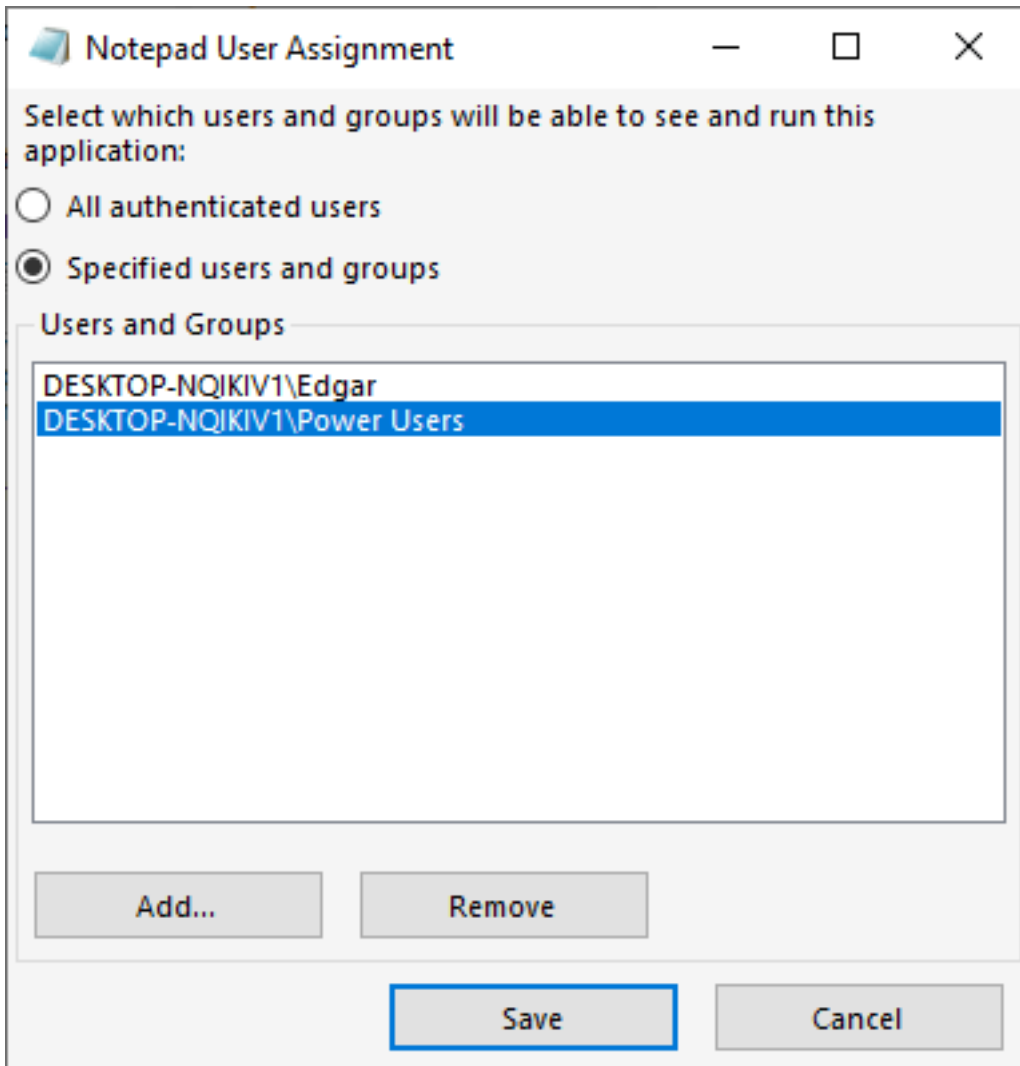 Notepad User Assignment
Select which users and groups will be able to see and run this
application:
All authenticated users
Specified users and groups
Users and Groups
DESKTOP-NQIKIV1\Edgar
DESKTOP-NQIKIV1\Power Users
Add...
Remove
Save
Cancel